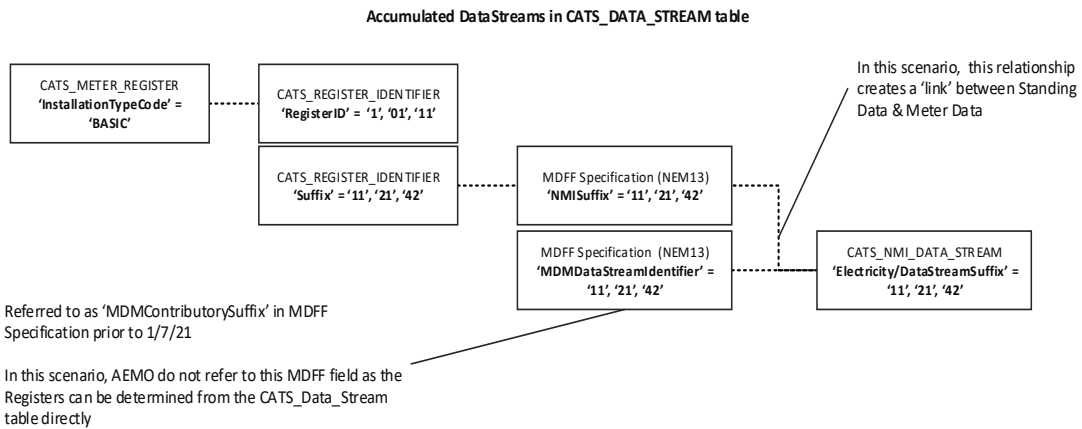 Accumulated DataStreams in CATS_DATA_STREAM table
CATS_METER_REGISTER
‘InstallationTypeCode’ =
‘BASIC’
CATS_REGISTER_IDENTIFIER
‘RegisterID’ = ‘1’, ‘01’, ‘11’
In this scenario, this relationship
creates a ‘link’ between Standing
Data & Meter Data
CATS_REGISTER_IDENTIFIER
‘Suffix’ = ‘11’, ‘21’, ‘42’
MDFF Specification (NEM13)
‘NMISuffix’ = ‘11’, ‘21’, ‘42’
MDFF Specification (NEM13)
‘MDMDataStreamIdentifier’ =
‘11’, ‘21’, ‘42’
CATS_NMI_DATA_STREAM
‘Electricity/DataStreamSuffix’ =
‘11’, ‘21’, ‘42’
Referred to as ‘MDMContributorySuffix’ in MDFF
Specification prior to 1/7/21
In this scenario, AEMO do not refer to this MDFF field as the
Registers can be determined from the CATS_Data_Stream
table directly